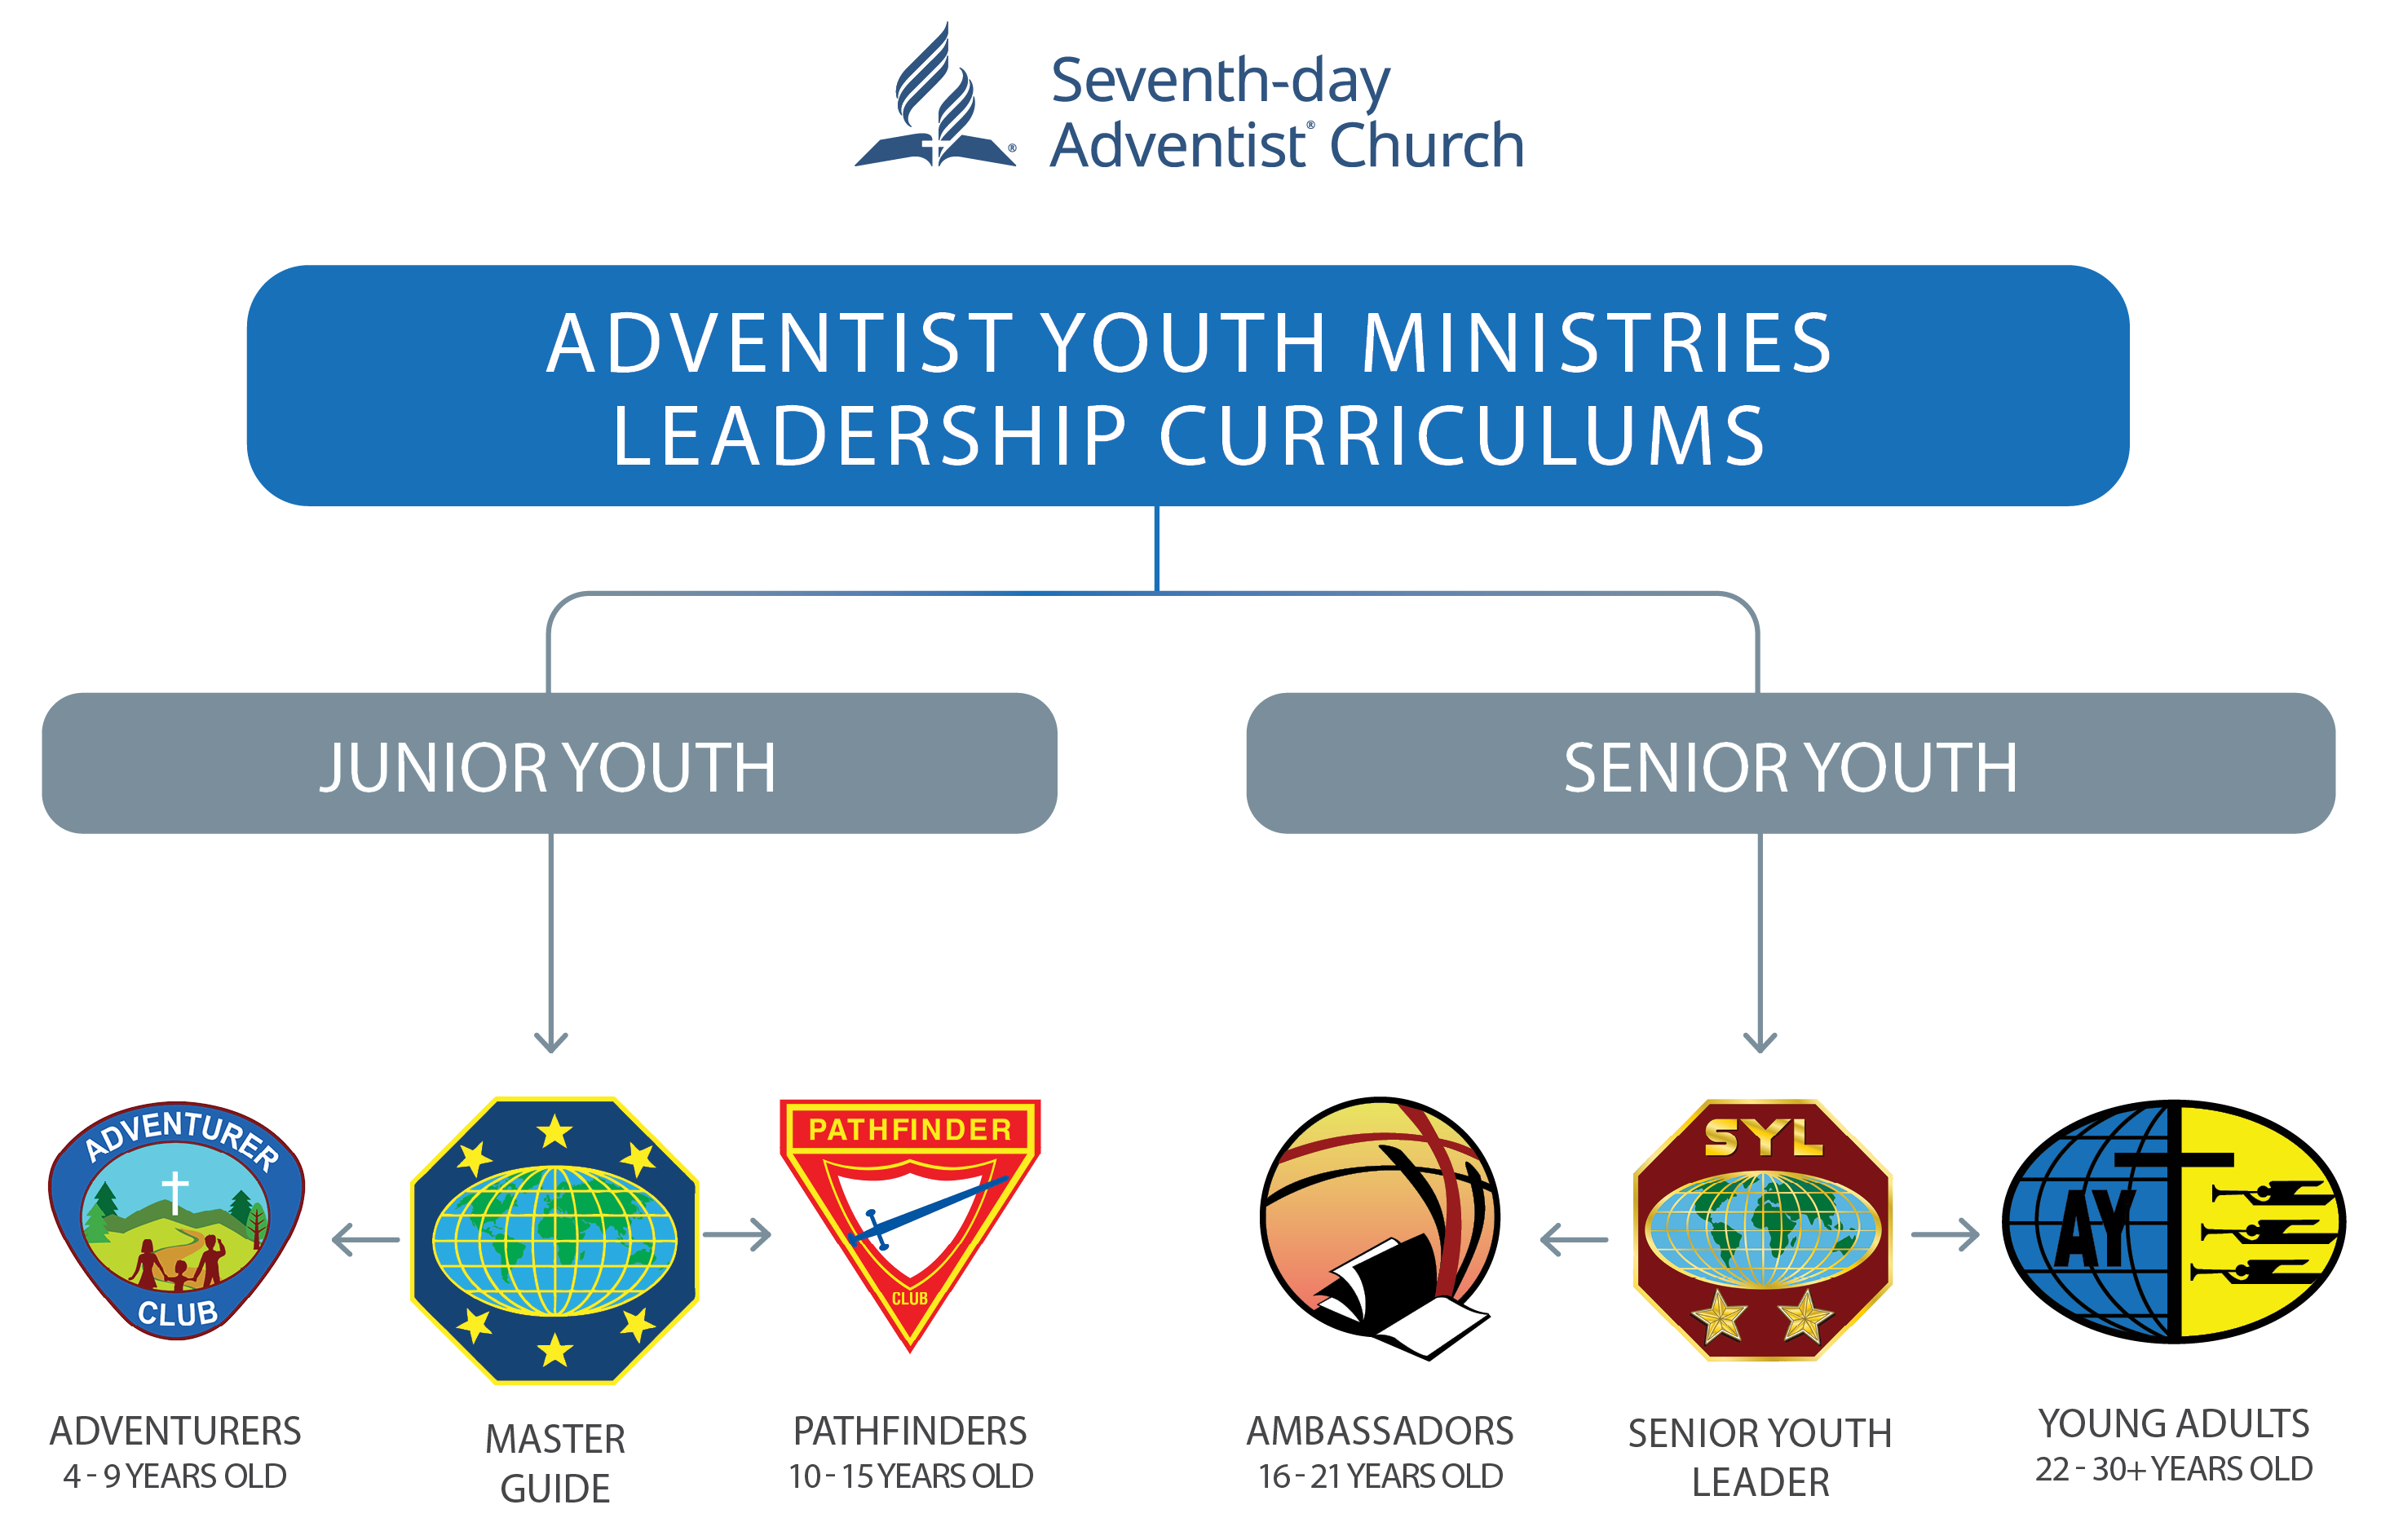 Seventh-day
Adventist® Church
®
ADVENTIST YOUTH MINISTRIES
LEADERSHIP CURRICULUMS
JUNIOR YOUTH
SENIOR YOUTH
ADVENTURER
CLUB
PATHFINDER
CLUB
SYL
AY
ADVENTURERS
4 - 9 YEARS OLD
MASTER
GUIDE
PATHFINDERS
10 - 15 YEARS OLD
AMBASSADORS
16 - 21 YEARS OLD
SENIOR YOUTH
LEADER
YOUNG ADULTS
22 - 30+ YEARS OLD